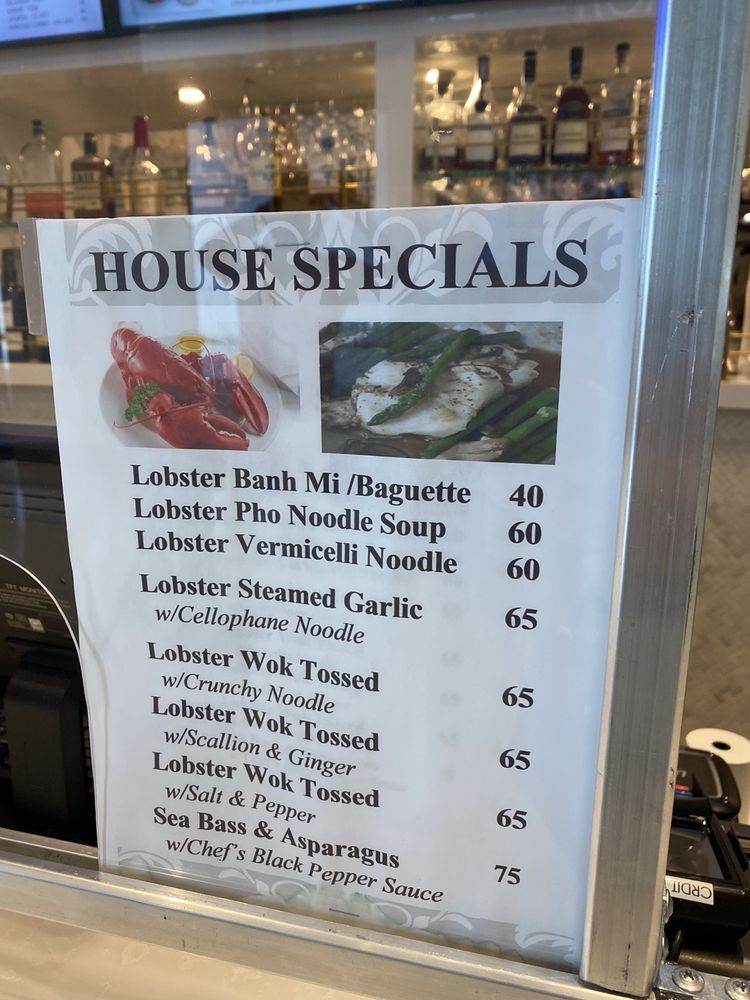 HOUSE SPECIALS
Lobster Banh Mi /Baguette 40
Lobster Pho Noodle Soup 60
Lobster Vermicelli Noodle 60
Lobster Steamed Garlic 65
w/Cellophane Noodle
Lobster Wok Tossed
w/Crunchy Noodle 65
Lobster Wok Tossed
w/Scallion & Ginger 65
Lobster Wok Tossed
w/Salt & Pepper 65
Sea Bass & Asparagus 75
w/Chef's Black Pepper Sauce
CRDIT